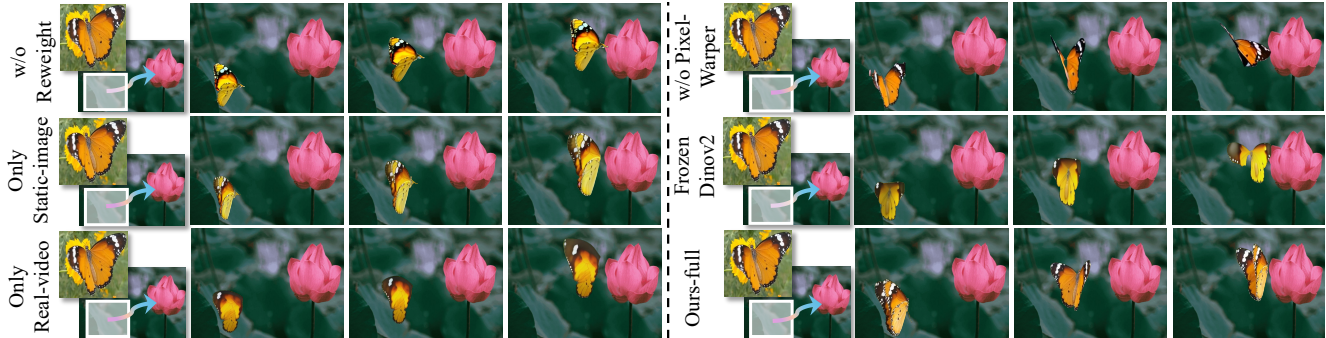 w/o
Reweight
Only
Static-image
Only
Real-video
w/o Pixel-
Warper
Frozen
Dinov2
Ours-full